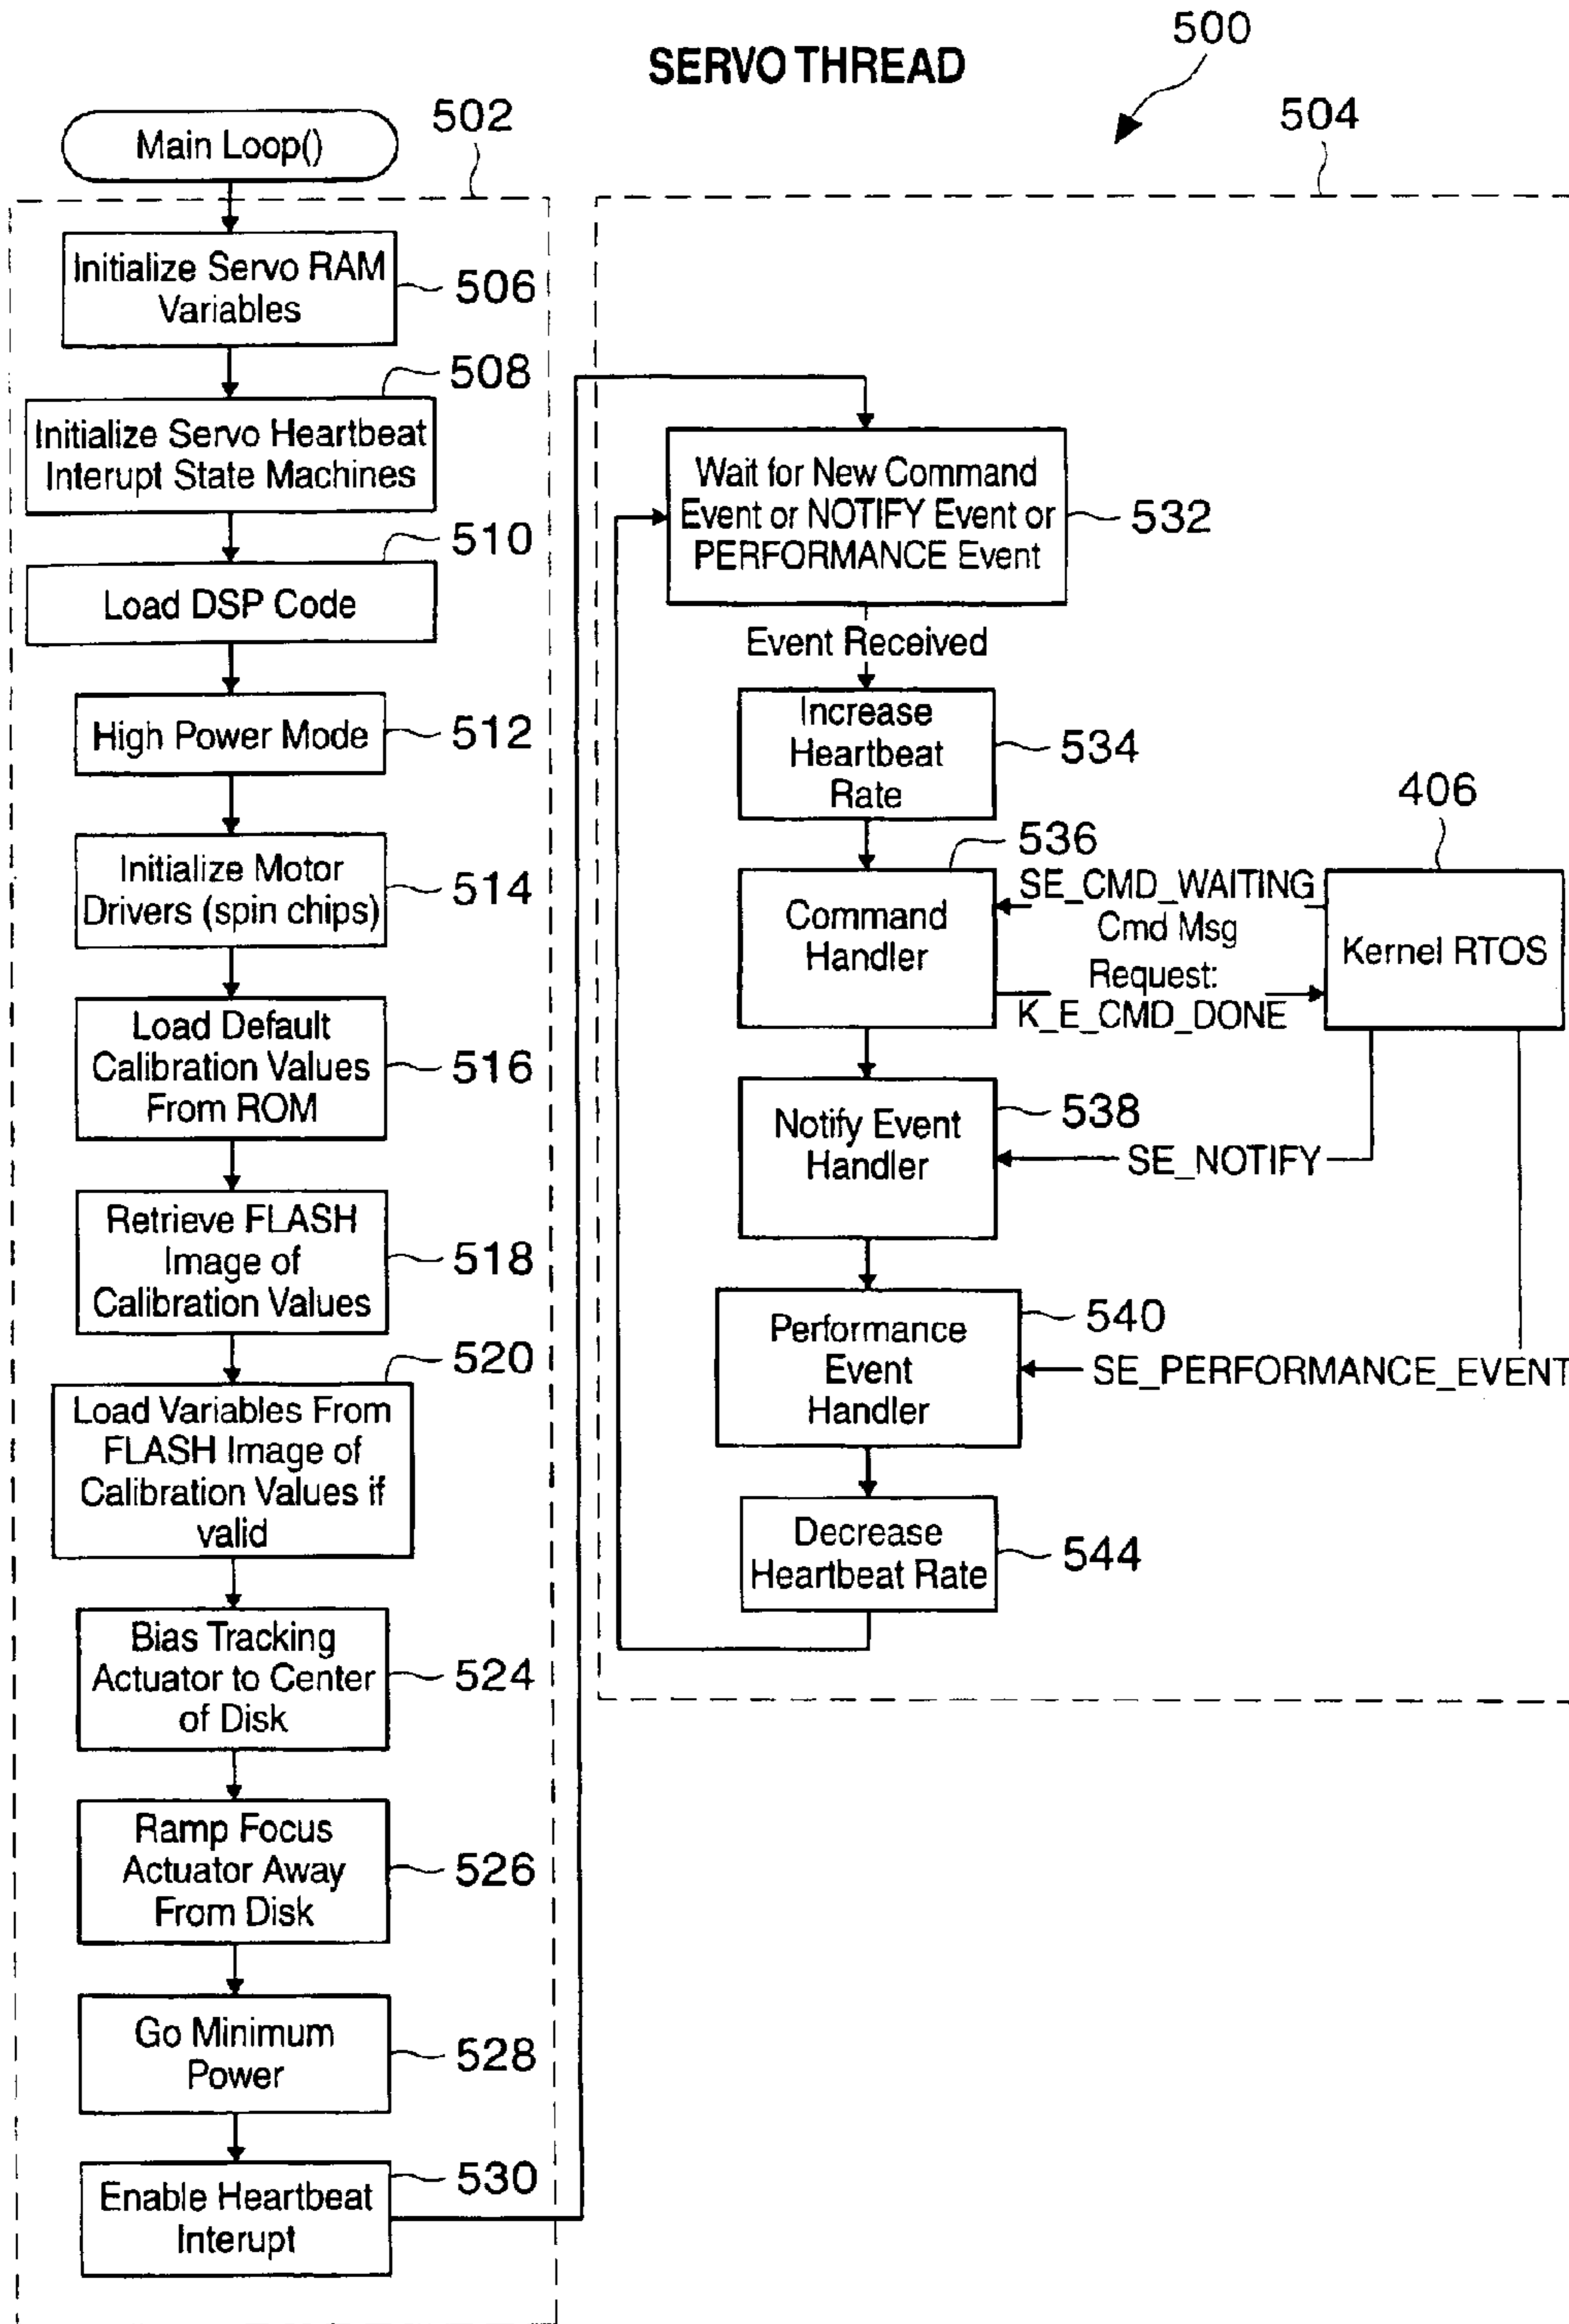 SERVO THREAD
500
502
504
Main Loop()
Initialize Servo RAM
Variables
506
508
Initialize Servo Heartbeat
Interupt State Machines
510
Load DSP Code
High Power Mode
512
Initialize Motor
Drivers (spin chips)
514
Load Default
Calibration Values
From ROM
516
Retrieve FLASH
Image of
Calibration Values
518
520
Load Variables From
FLASH Image of
Calibration Values if
valid
Bias Tracking
Actuator to Center
of Disk
524
Ramp Focus
Actuator Away
From Disk
526
Go Minimum
Power
528
530
Enable Heartbeat
Interupt
Wait for New Command
Event or NOTIFY Event or
PERFORMANCE Event
532
Event Received
Increase
Heartbeat
Rate
534
536
Command
Handler
SE_CMD_WAITING
Cmd Msg
Request:
K_E_CMD_DONE
406
Kernel RTOS
Notify Event
Handler
538
SE_NOTIFY
Performance
Event
Handler
540
SE_PERFORMANCE_EVENT
Decrease
Heartbeat Rate
544